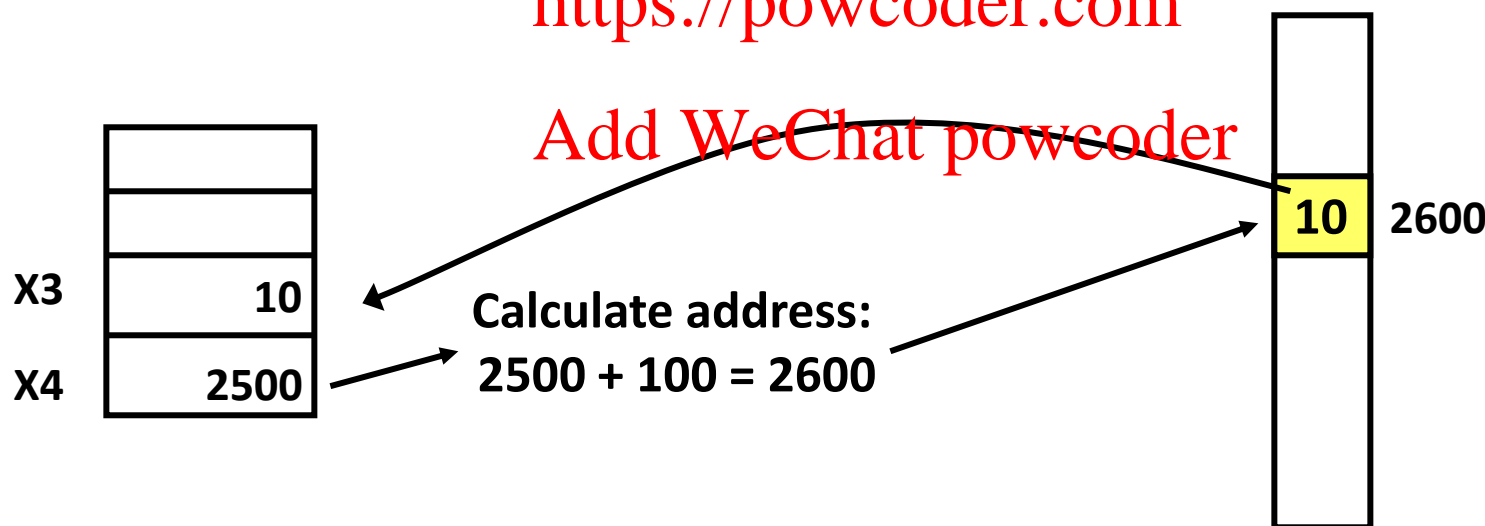 https://powcoder.com
Add WeChat powcoder
10 2600
X3 10
Calculate address:
X4 2500
2500 + 100 = 2600